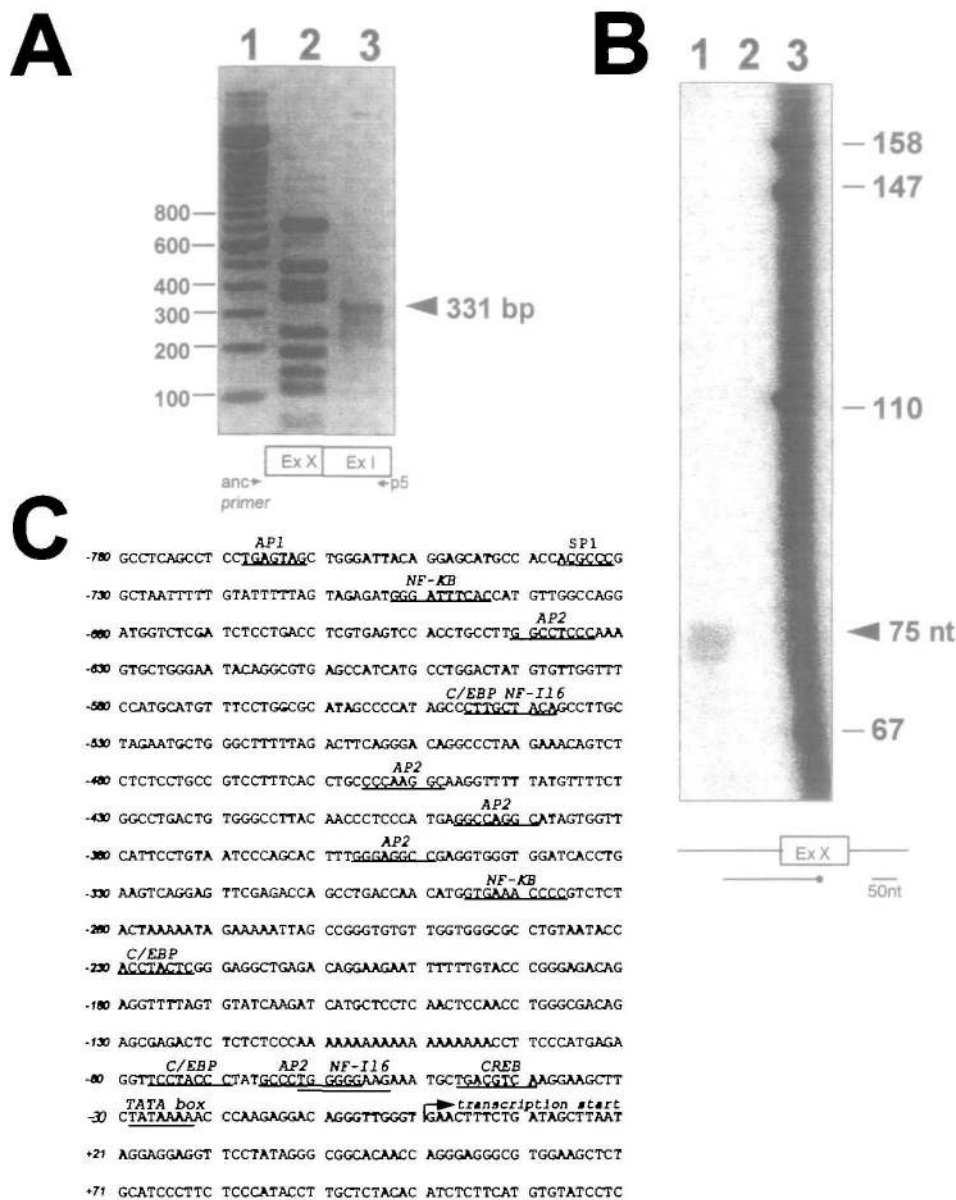 A
1 2 3
800
600
400
300
200
100
331 bp
Ex X Ex I
anc p5
primer
B
1 2 3
158
147
110
75 nt
67
Ex X
50nt
C
AP1 SP1
-780 GCCTCAGCCT CCTGAGTAGC TGGGATTACA GGAGCATGCC ACCACGCCCG
NF-KB
-730 GCTAATTTTT GTATTTTTAG TAGAGATGGG ATTTCACCAT GTTGGCCAGG
AP2
-680 ATGGTCTCGA TCTCCTGACC TCGTGAGTCC ACCTGCCTTG GCCTCCCAAA
-630 GTGCTGGGAA TACAGGCGTG AGCCATCATG CCTGGACTAT GTGTTGGTTT
C/EBP NF-Il6
-580 CCATGCATGT TTCCTGGCGC ATAGCCCCAT AGCCCTTGCT ACAGCCTTGC
-530 TAGAATGCTG GGCTTTTTAG ACTTCAGGGA CAGGCCCTAA GAAACAGTCT
AP2
-480 CTCTCCTGCC GTCCTTTCAC CTGCCCCAAG GCAAGGTTTT TATGTTTTCT
AP2
-430 GGCCTGACTG TGGGCCTTAC AACCCTCCCA TGAGGCCAGG CATAGTGGTT
AP2
-380 CATTCCTGTA ATCCCAGCAC TTTGGGAGGC CGAGGTGGGT GGATCACCTG
NF-KB
-330 AAGTCAGGAG TTCGAGACCA GCCTGACCAA CATGGTGAAA CCCCGTCTCT
-280 ACTAAAAATA GAAAAATTAG CCGGGTGTGT TGGTGGGCGC CTGTAATACC
C/EBP
-230 ACCTACTCGG GAGGCTGAGA CAGGAAGAAT TTTTTGTACC CGGGAGACAG
-180 AGGTTTTAGT GTATCAAGAT CATGCTCCTC AACTCCAACC TGGGCGACAG
-130 AGCGAGACTC TCTCTCCCAA AAAAAAAAAA AAAAAAAACCT TCCCATGAGA
C/EBP AP2 NF-Il6 CREB
-80 GGTTCCTACC CTATGCCCTG GGGGAAGAAA TGCTGACGTC AAGGAAGCTT
TATA box transcription start
-30 CTATAAAAAC CCAAGAGGAC AGGGTTGGGT GAACTTTCTG ATAGCTTAAT
+21 AGGAGGAGGT TCCTATAGGG CGGCACAACC AGGGAGGGCG TGGAAGCTCT
+71 GCATCCCTTC TCCCATACCT TGCTCTACAC ATCTCTTCAT GTGTATCCTC